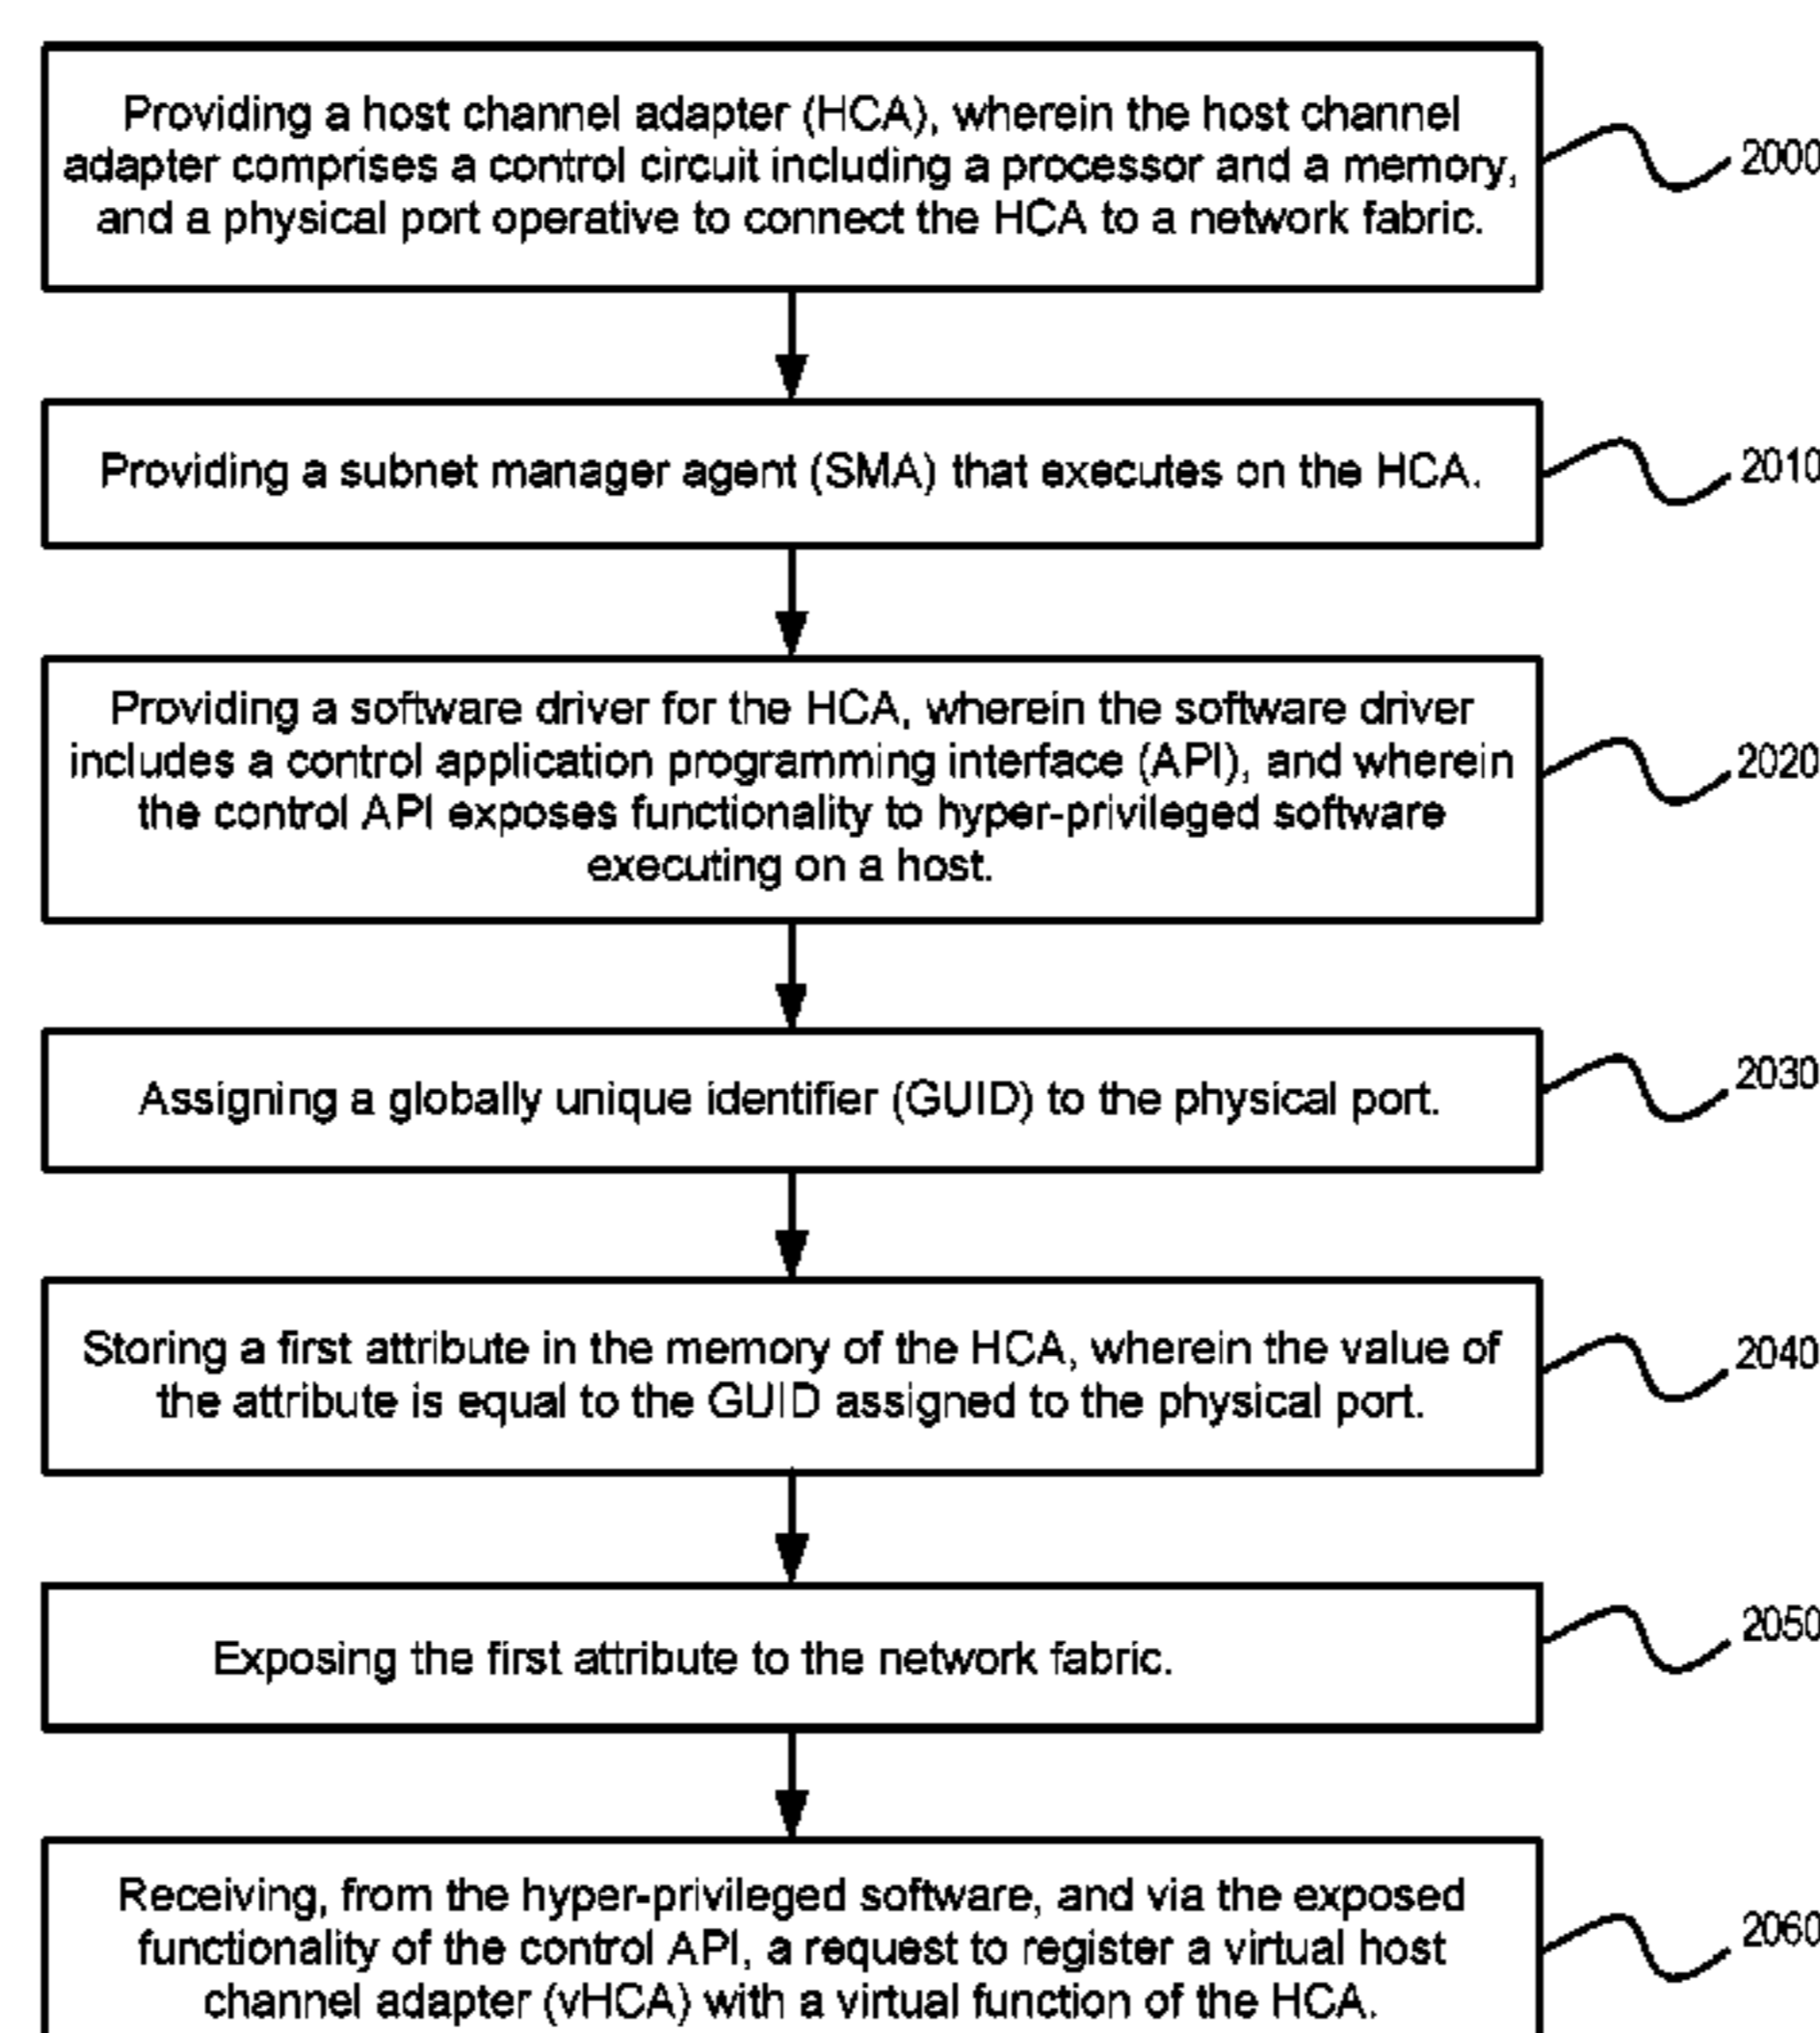 Providing a host channel adapter (HCA), wherein the host channel
adapter comprises a control circuit including a processor and a memory,
and a physical port operative to connect the HCA to a network fabric.
2000
Providing a subnet manager agent (SMA) that executes on the HCA.
2010
Providing a software driver for the HCA, wherein the software driver
includes a control application programming interface (API), and wherein
the control API exposes functionality to hyper-privileged software
executing on a host.
2020
Assigning a globally unique identifier (GUID) to the physical port.
2030
Storing a first attribute in the memory of the HCA, wherein the value of
the attribute is equal to the GUID assigned to the physical port.
2040
Exposing the first attribute to the network fabric.
2050
Receiving, from the hyper-privileged software, and via the exposed
functionality of the control API, a request to register a virtual host
channel adapter (vHCA) with a virtual function of the HCA.
2060